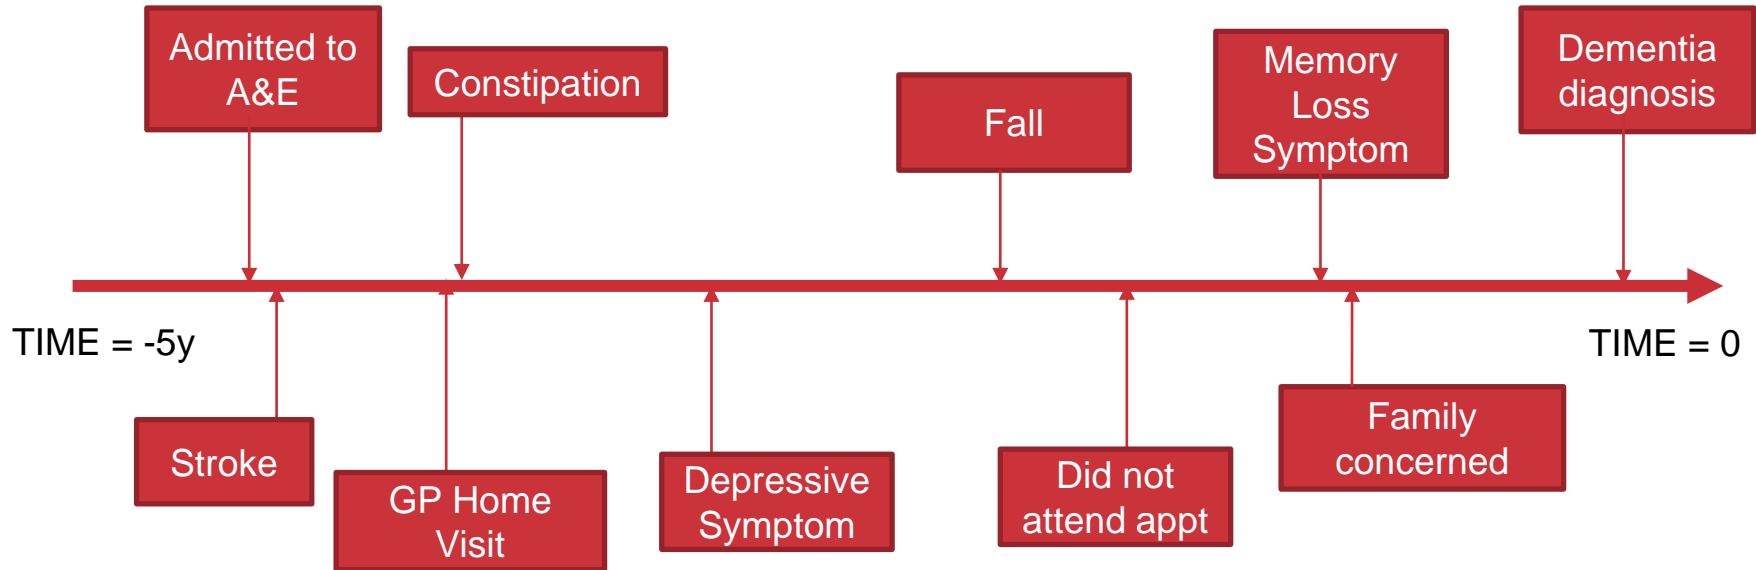 Admitted to
A&E
Constipation
Fall
Memory
Loss
Symptom
Dementia
diagnosis
TIME = -5y
TIME = 0
Stroke
GP Home
Visit
Depressive
Symptom
Did not
attend appt
Family
concerned